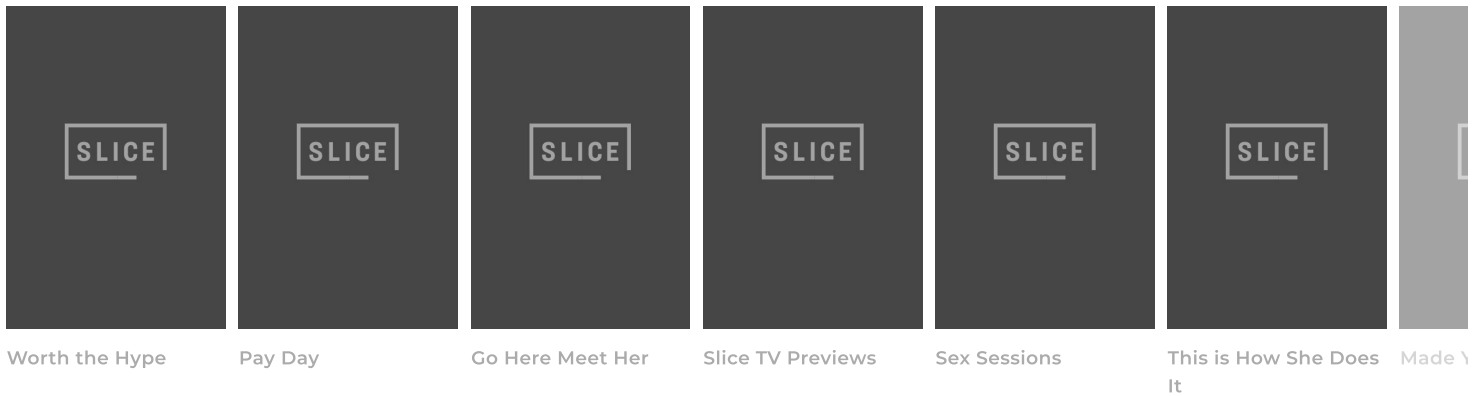 SLICE
SLICE
SLICE
SLICE
SLICE
SLICE
Worth the Hype
Pay Day
Go Here Meet Her
Slice TV Previews
Sex Sessions
This is How She Does
It
Made